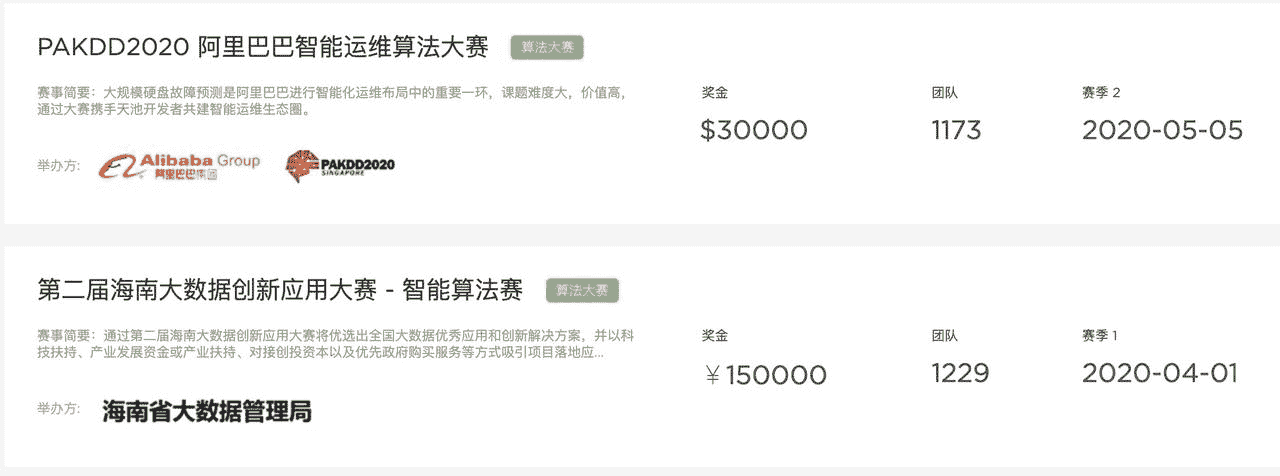 PAKDD2020 阿里巴巴智能运维算法大赛 算法大赛
赛事简要：大规模硬盘故障预测是阿里巴巴进行智能化运维布局中的重要一环，课题难度大，价值高，
通过大赛携手天池开发者共建智能运维生态圈。
奖金 团队 赛季 2
$30000 1173 2020-05-05
举办方: Alibaba Group 阿里巴巴集团 PAKDD2020 SINGAPORE
第二届海南大数据创新应用大赛 - 智能算法赛 算法大赛
赛事简要：通过第二届海南大数据创新应用大赛将优选出全国大数据优秀应用和创新解决方案，并以科
技扶持、产业发展资金或产业扶持、对接创投资本以及优先政府购买服务等方式吸引项目落地应...
奖金 团队 赛季 1
￥150000 1229 2020-04-01
举办方: 海南省大数据管理局